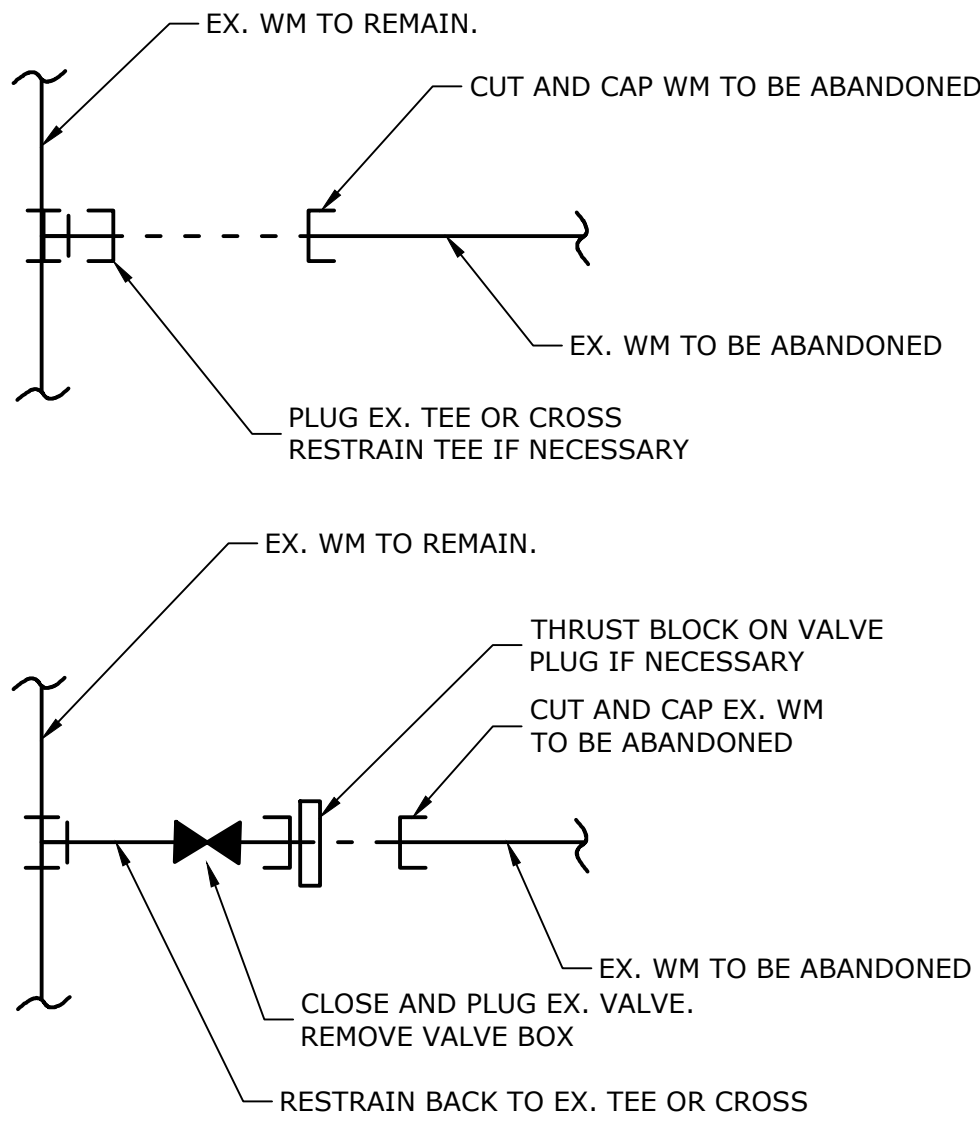 EX. WM TO REMAIN.
CUT AND CAP WM TO BE ABANDONED
EX. WM TO BE ABANDONED
PLUG EX. TEE OR CROSS
RESTRAIN TEE IF NECESSARY
EX. WM TO REMAIN.
THRUST BLOCK ON VALVE
PLUG IF NECESSARY
CUT AND CAP EX. WM
TO BE ABANDONED
EX. WM TO BE ABANDONED
CLOSE AND PLUG EX. VALVE.
REMOVE VALVE BOX
RESTRAIN BACK TO EX. TEE OR CROSS